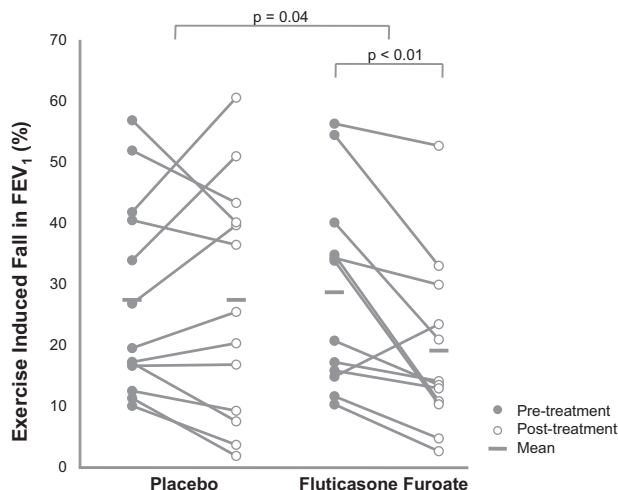 p = 0.04
p < 0.01
Exercise Induced Fall in FEV1 (%)
70
60
50
40
30
20
10
0
Placebo
Fluticasone Furoate
Pre-treatment
Post-treatment
Mean